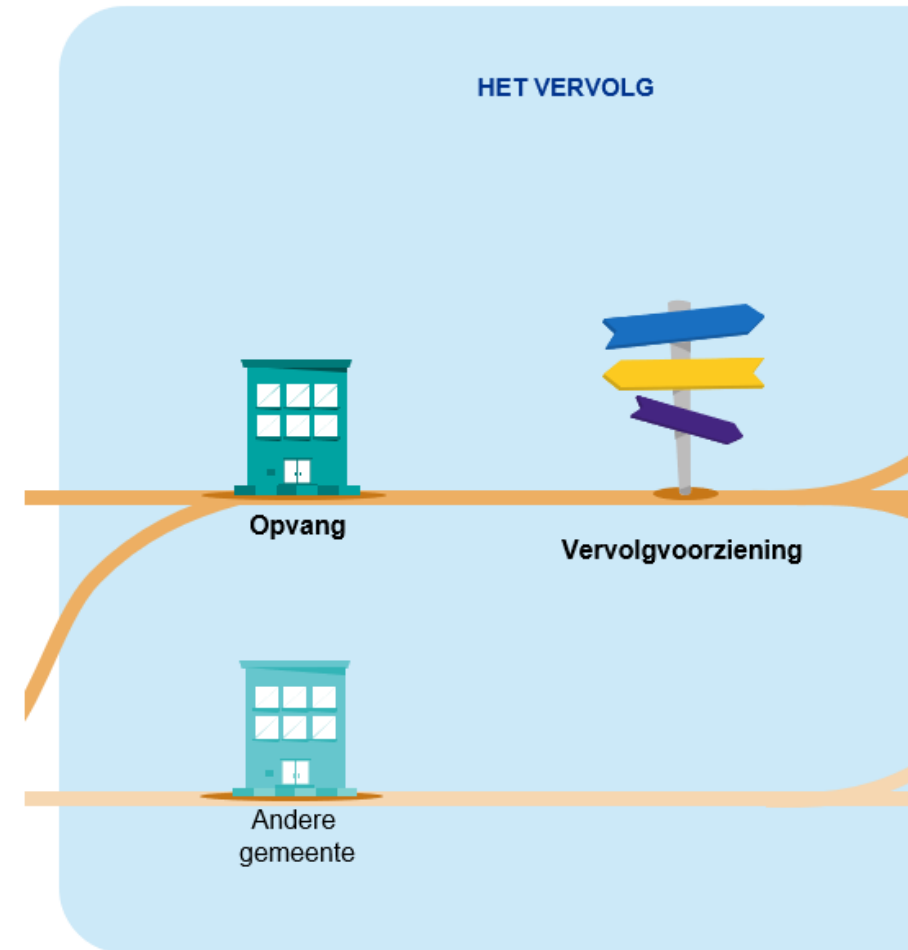 HET VERVOLG
Opvang
Vervolgvoorziening
Andere
gemeente